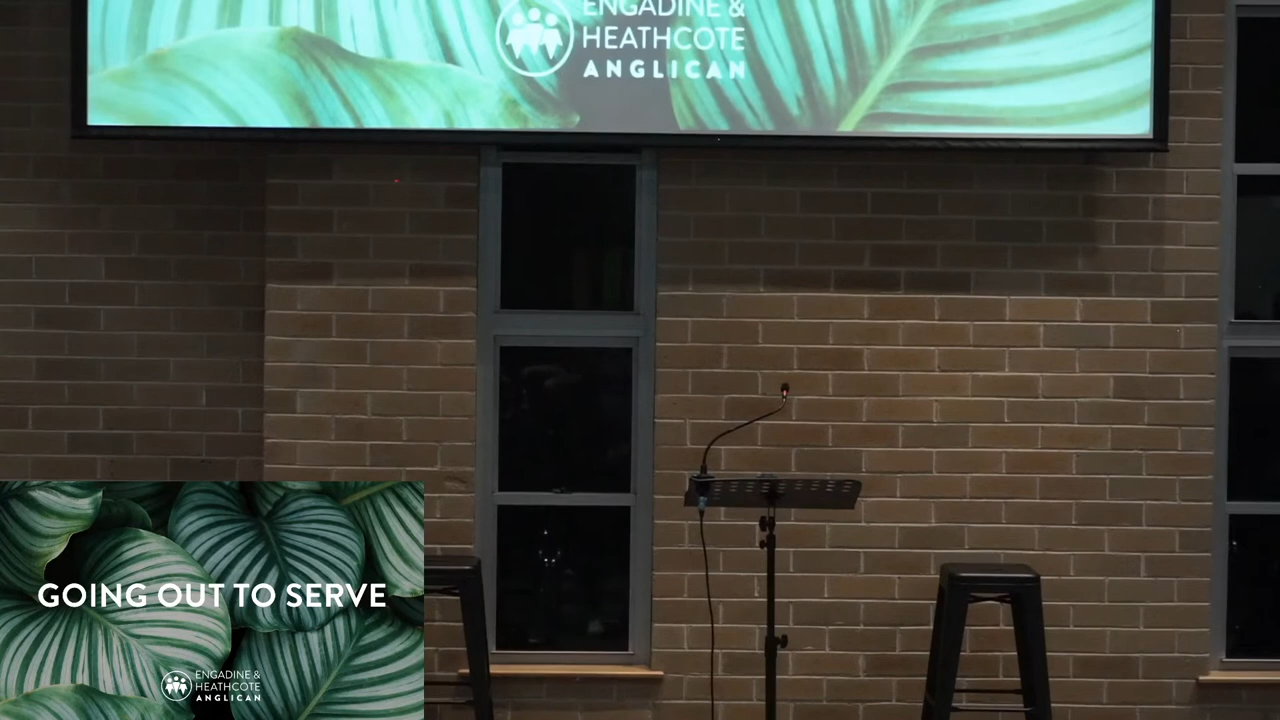 ENGADINE &
HEATHCOTE
ANGLICAN
GOING OUT TO SERVE
ENGADINE &
HEATHCOTE
ANGLICAN